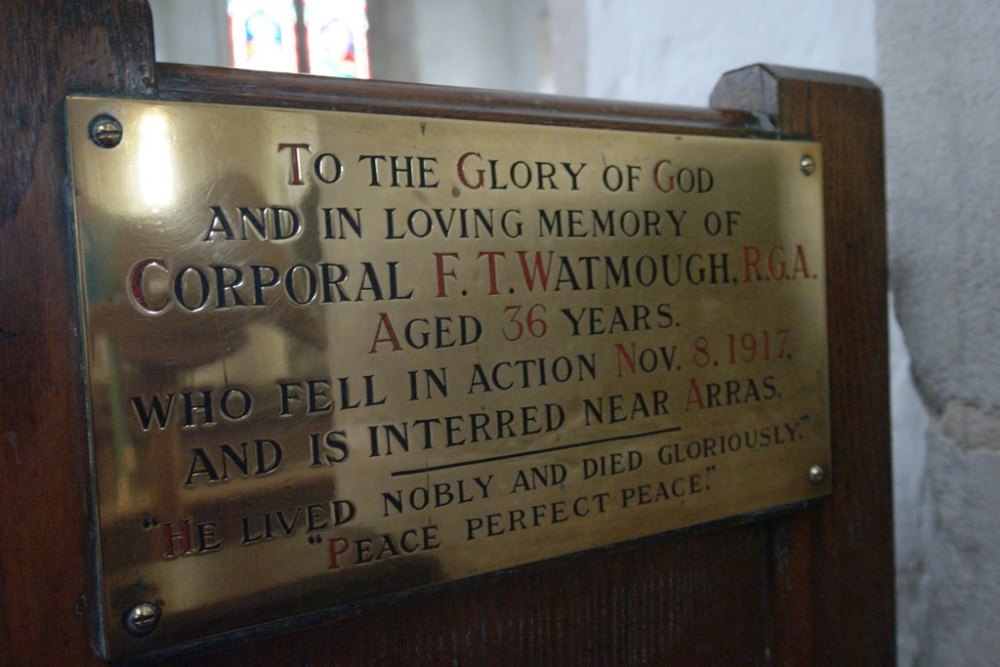 To the Glory of God
and in loving memory of
Corporal F. T. Watmough, R.G.A.
Aged 36 years.
who fell in action Nov. 8. 1917,
and is interred near Arras.
"He lived nobly and died gloriously."
"Peace perfect peace."